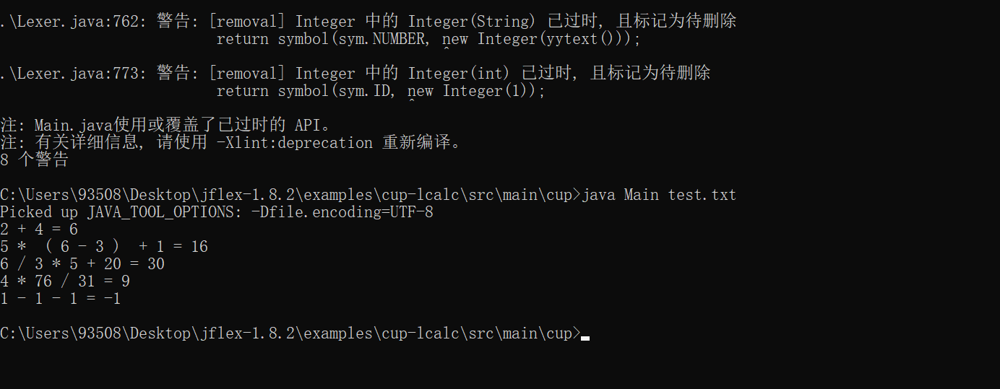 .\Lexer.java:762: 警告: [removal] Integer 中的 Integer(String) 已过时, 且标记为待删除
return symbol(sym.NUMBER, new Integer(yytext()));
^
.\Lexer.java:773: 警告: [removal] Integer 中的 Integer(int) 已过时, 且标记为待删除
return symbol(sym.ID, new Integer(1));
^
注: Main.java使用或覆盖了已过时的 API。
注: 有关详细信息, 请使用 -Xlint:deprecation 重新编译。
8 个警告
C:\Users\93508\Desktop\jflex-1.8.2\examples\cup-lcalc\src\main\cup>java Main test.txt
Picked up JAVA_TOOL_OPTIONS: -Dfile.encoding=UTF-8
2 + 4 = 6
5 *  ( 6 - 3 )  + 1 = 16
6 / 3 * 5 + 20 = 30
4 * 76 / 31 = 9
1 - 1 - 1 = -1
C:\Users\93508\Desktop\jflex-1.8.2\examples\cup-lcalc\src\main\cup>